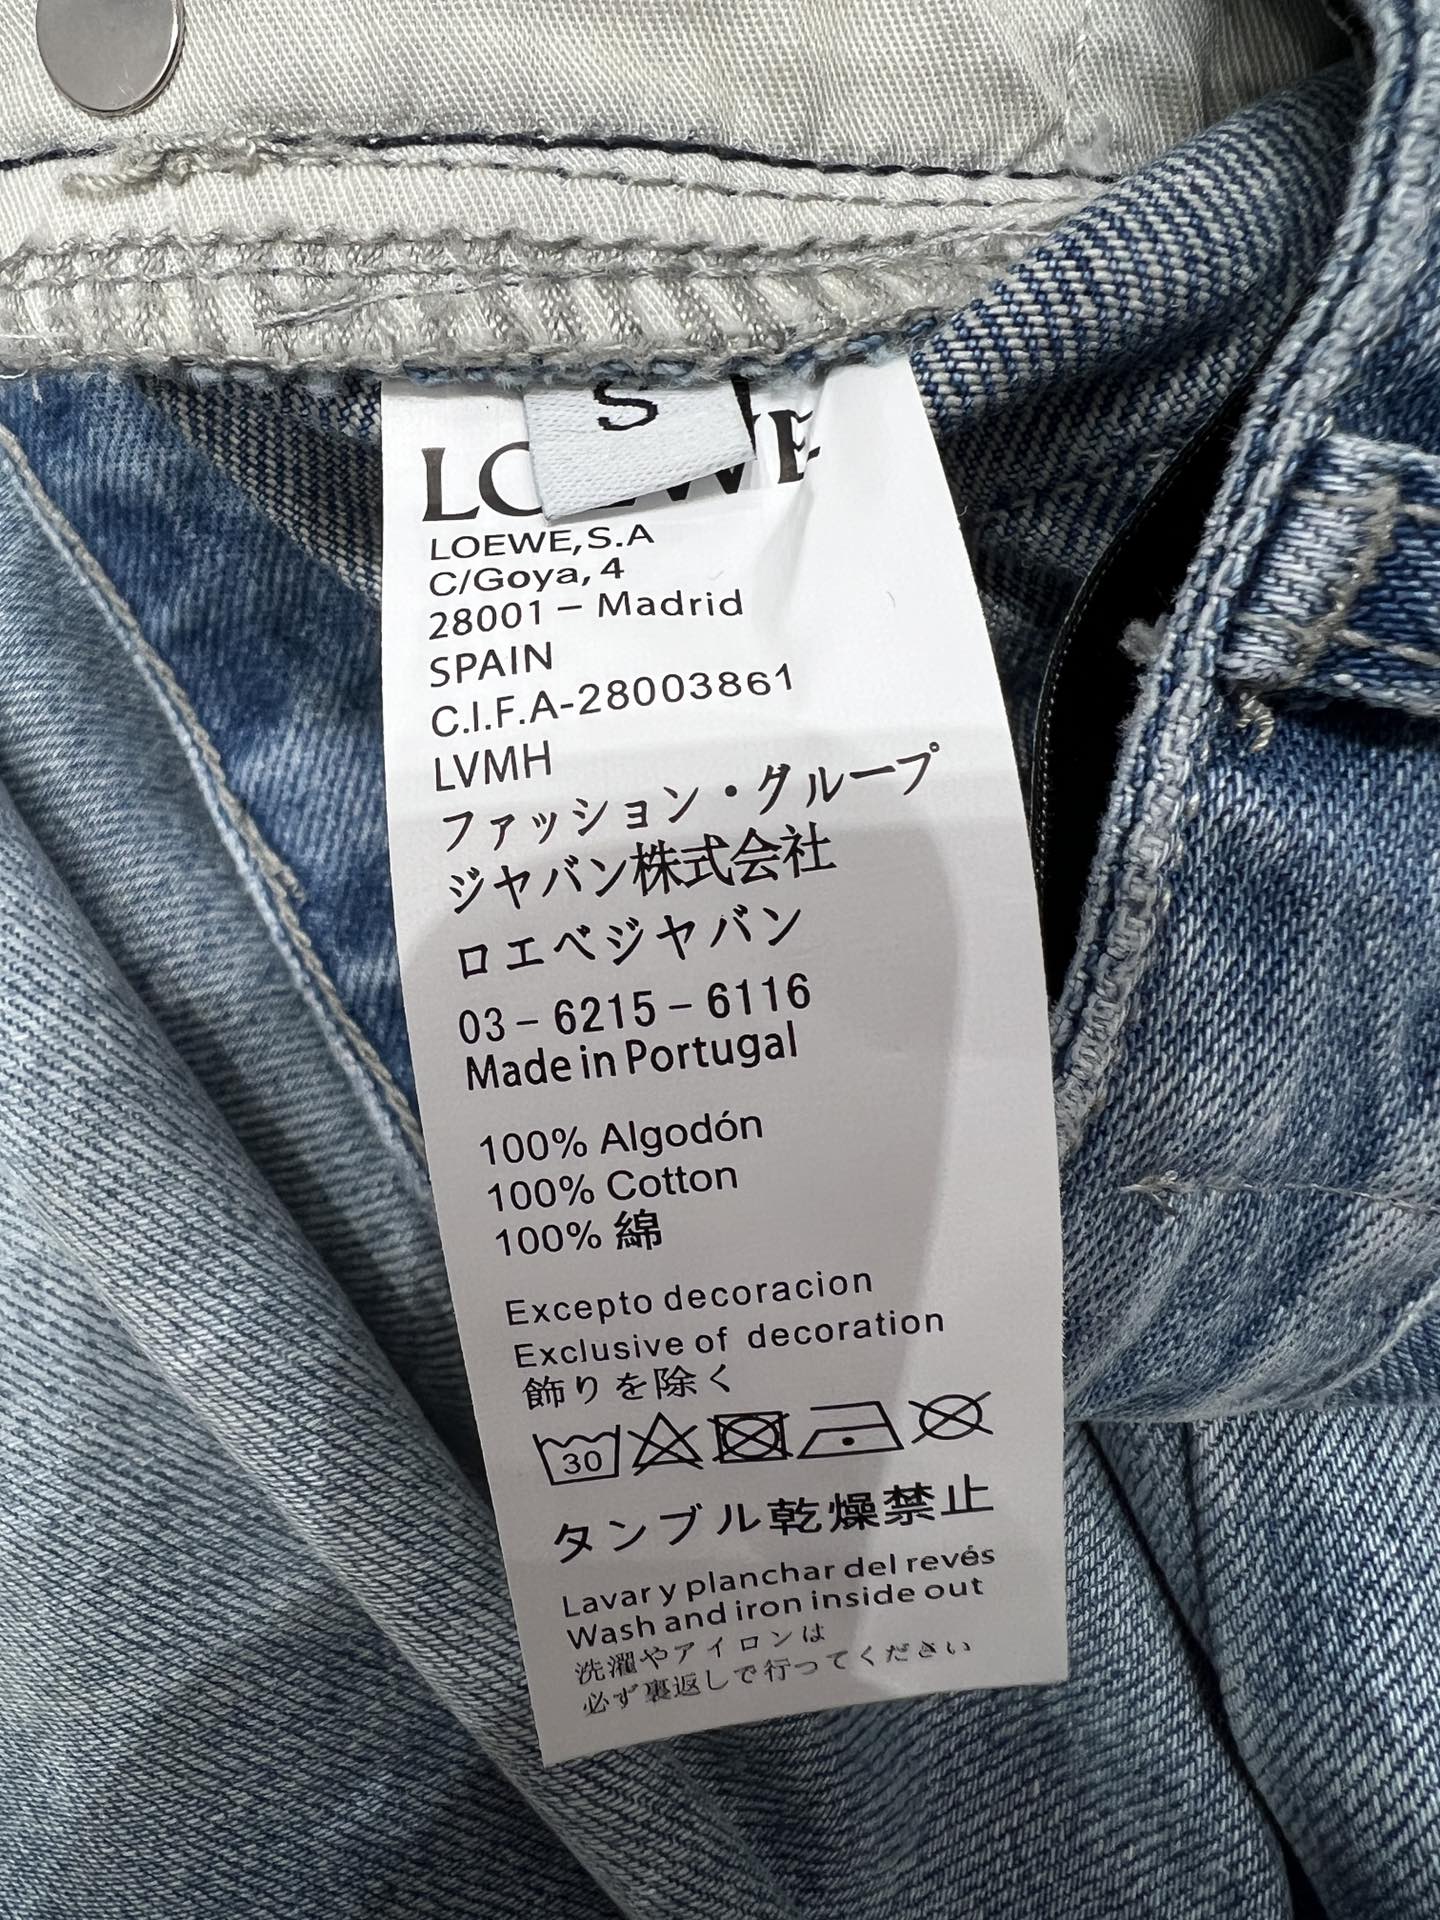 S
LOEWE
LOEWE,S.A
C/Goya, 4
28001 – Madrid
SPAIN
C.I.F.A-28003861
LVMH
ファッション・グループ
ジヤバン株式会社
ロエベジヤバン
03 – 6215 – 6116
Made in Portugal
100% Algodón
100% Cotton
100% 綿
Excepto decoracion
Exclusive of decoration
飾りを除く
30
タンブル乾燥禁止
Lavar y planchar del revés
Wash and iron inside out
洗濯やアイロンは
必ず裏返しで行ってください